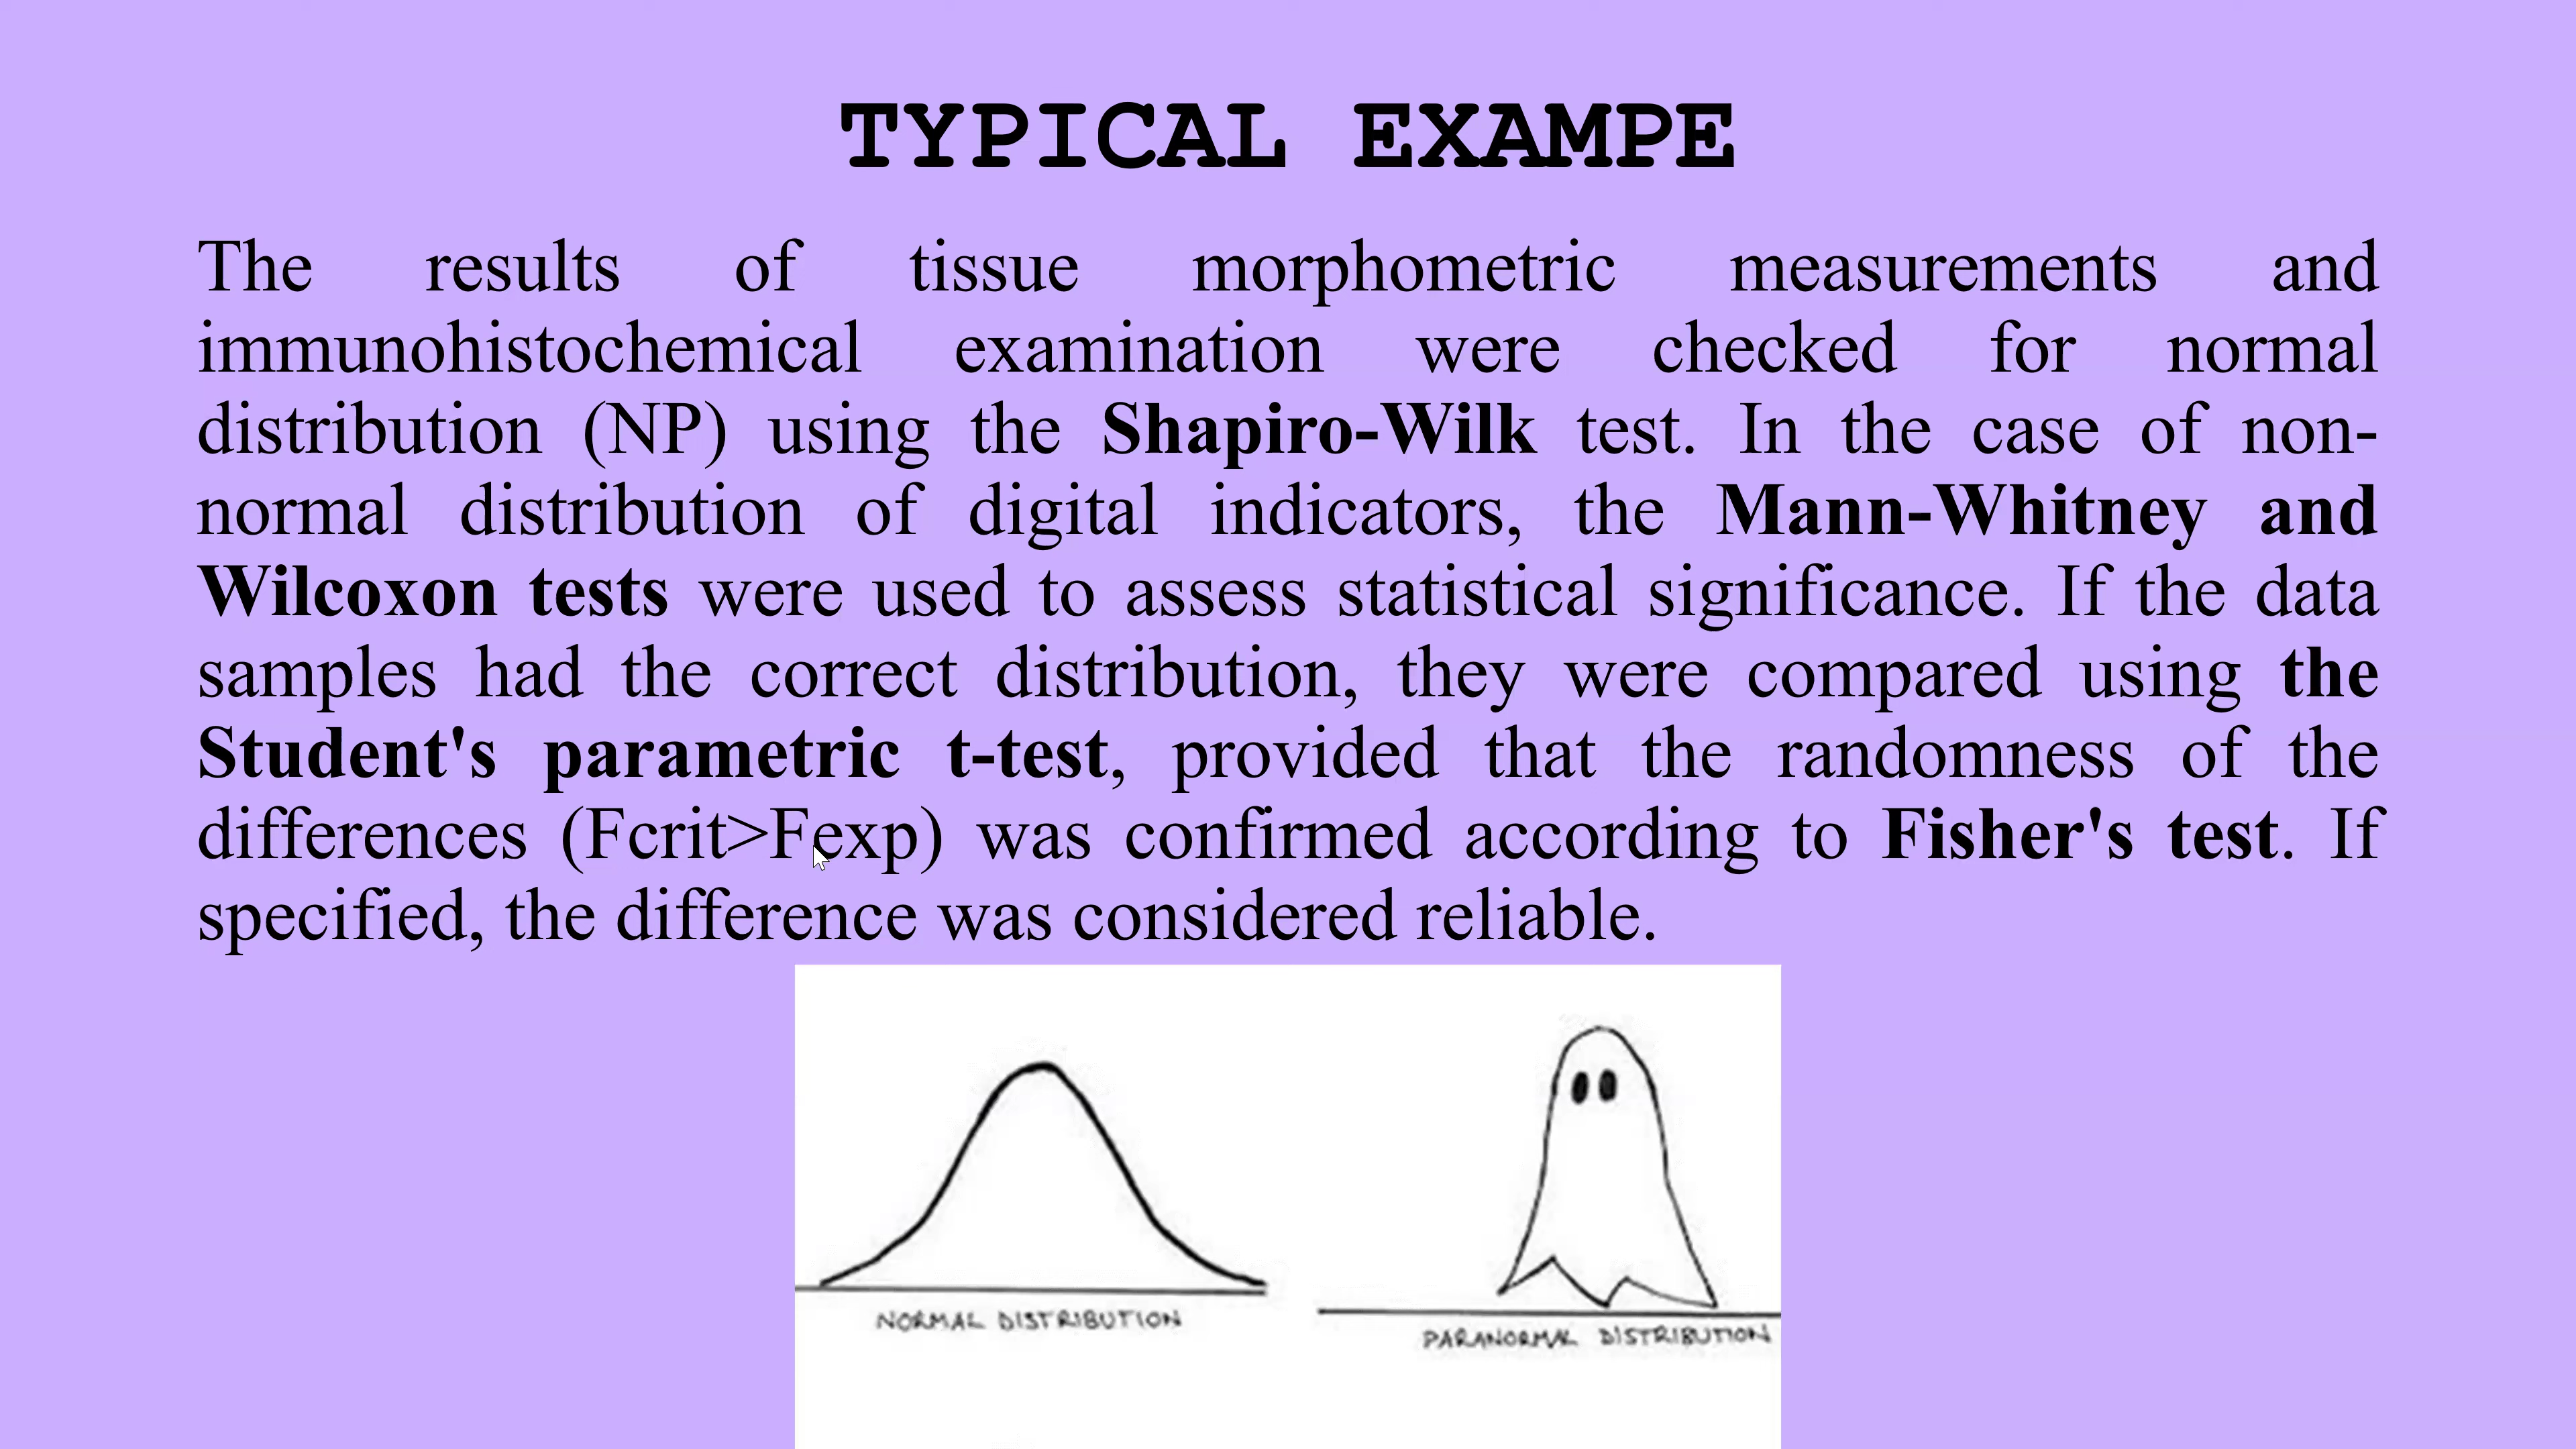 TYPICAL EXAMPE
The results of tissue morphometric measurements and
immunohistochemical examination were checked for normal
distribution (NP) using the Shapiro-Wilk test. In the case of non-
normal distribution of digital indicators, the Mann-Whitney and
Wilcoxon tests were used to assess statistical significance. If the data
samples had the correct distribution, they were compared using the
Student's parametric t-test, provided that the randomness of the
differences (Fcrit>Fexp) was confirmed according to Fisher's test. If
specified, the difference was considered reliable.
NORMAL DISTRIBUTION
PARANORMAL DISTRIBUTION